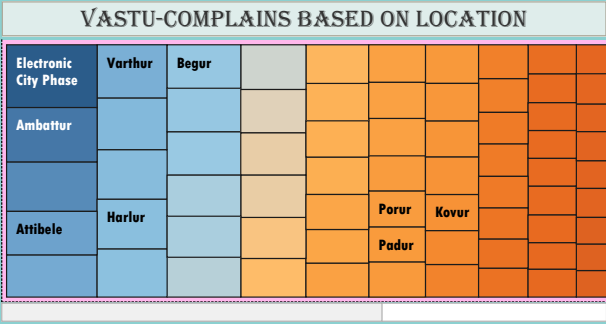 VASTU-COMPLAINS BASED ON LOCATION
Electronic
City Phase
Varthur
Begur
Ambattur
Attibele
Harlur
Porur
Kovur
Padur